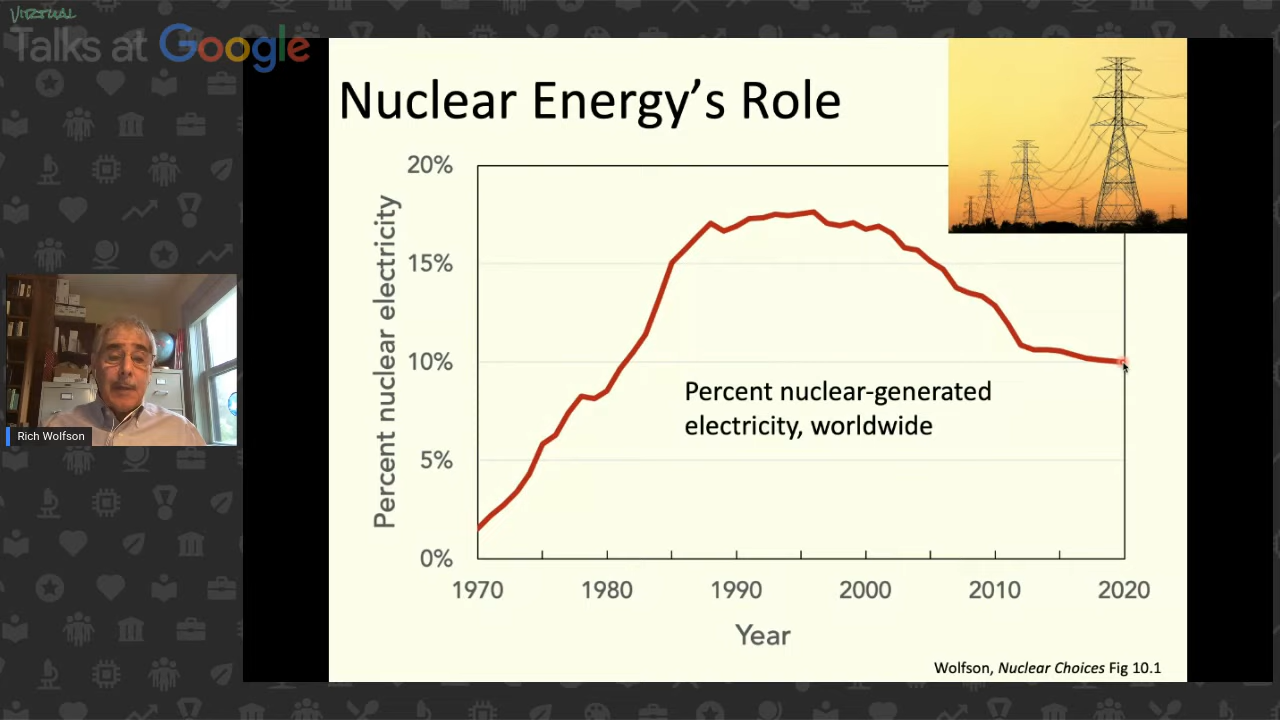 VIRTUAL
Talks at Google
Nuclear Energy's Role
20%
15%
10%
5%
0%
Percent nuclear electricity
Percent nuclear-generated
electricity, worldwide
1970 1980 1990 2000 2010 2020
Year
Wolfson, Nuclear Choices Fig 10.1
Rich Wolfson